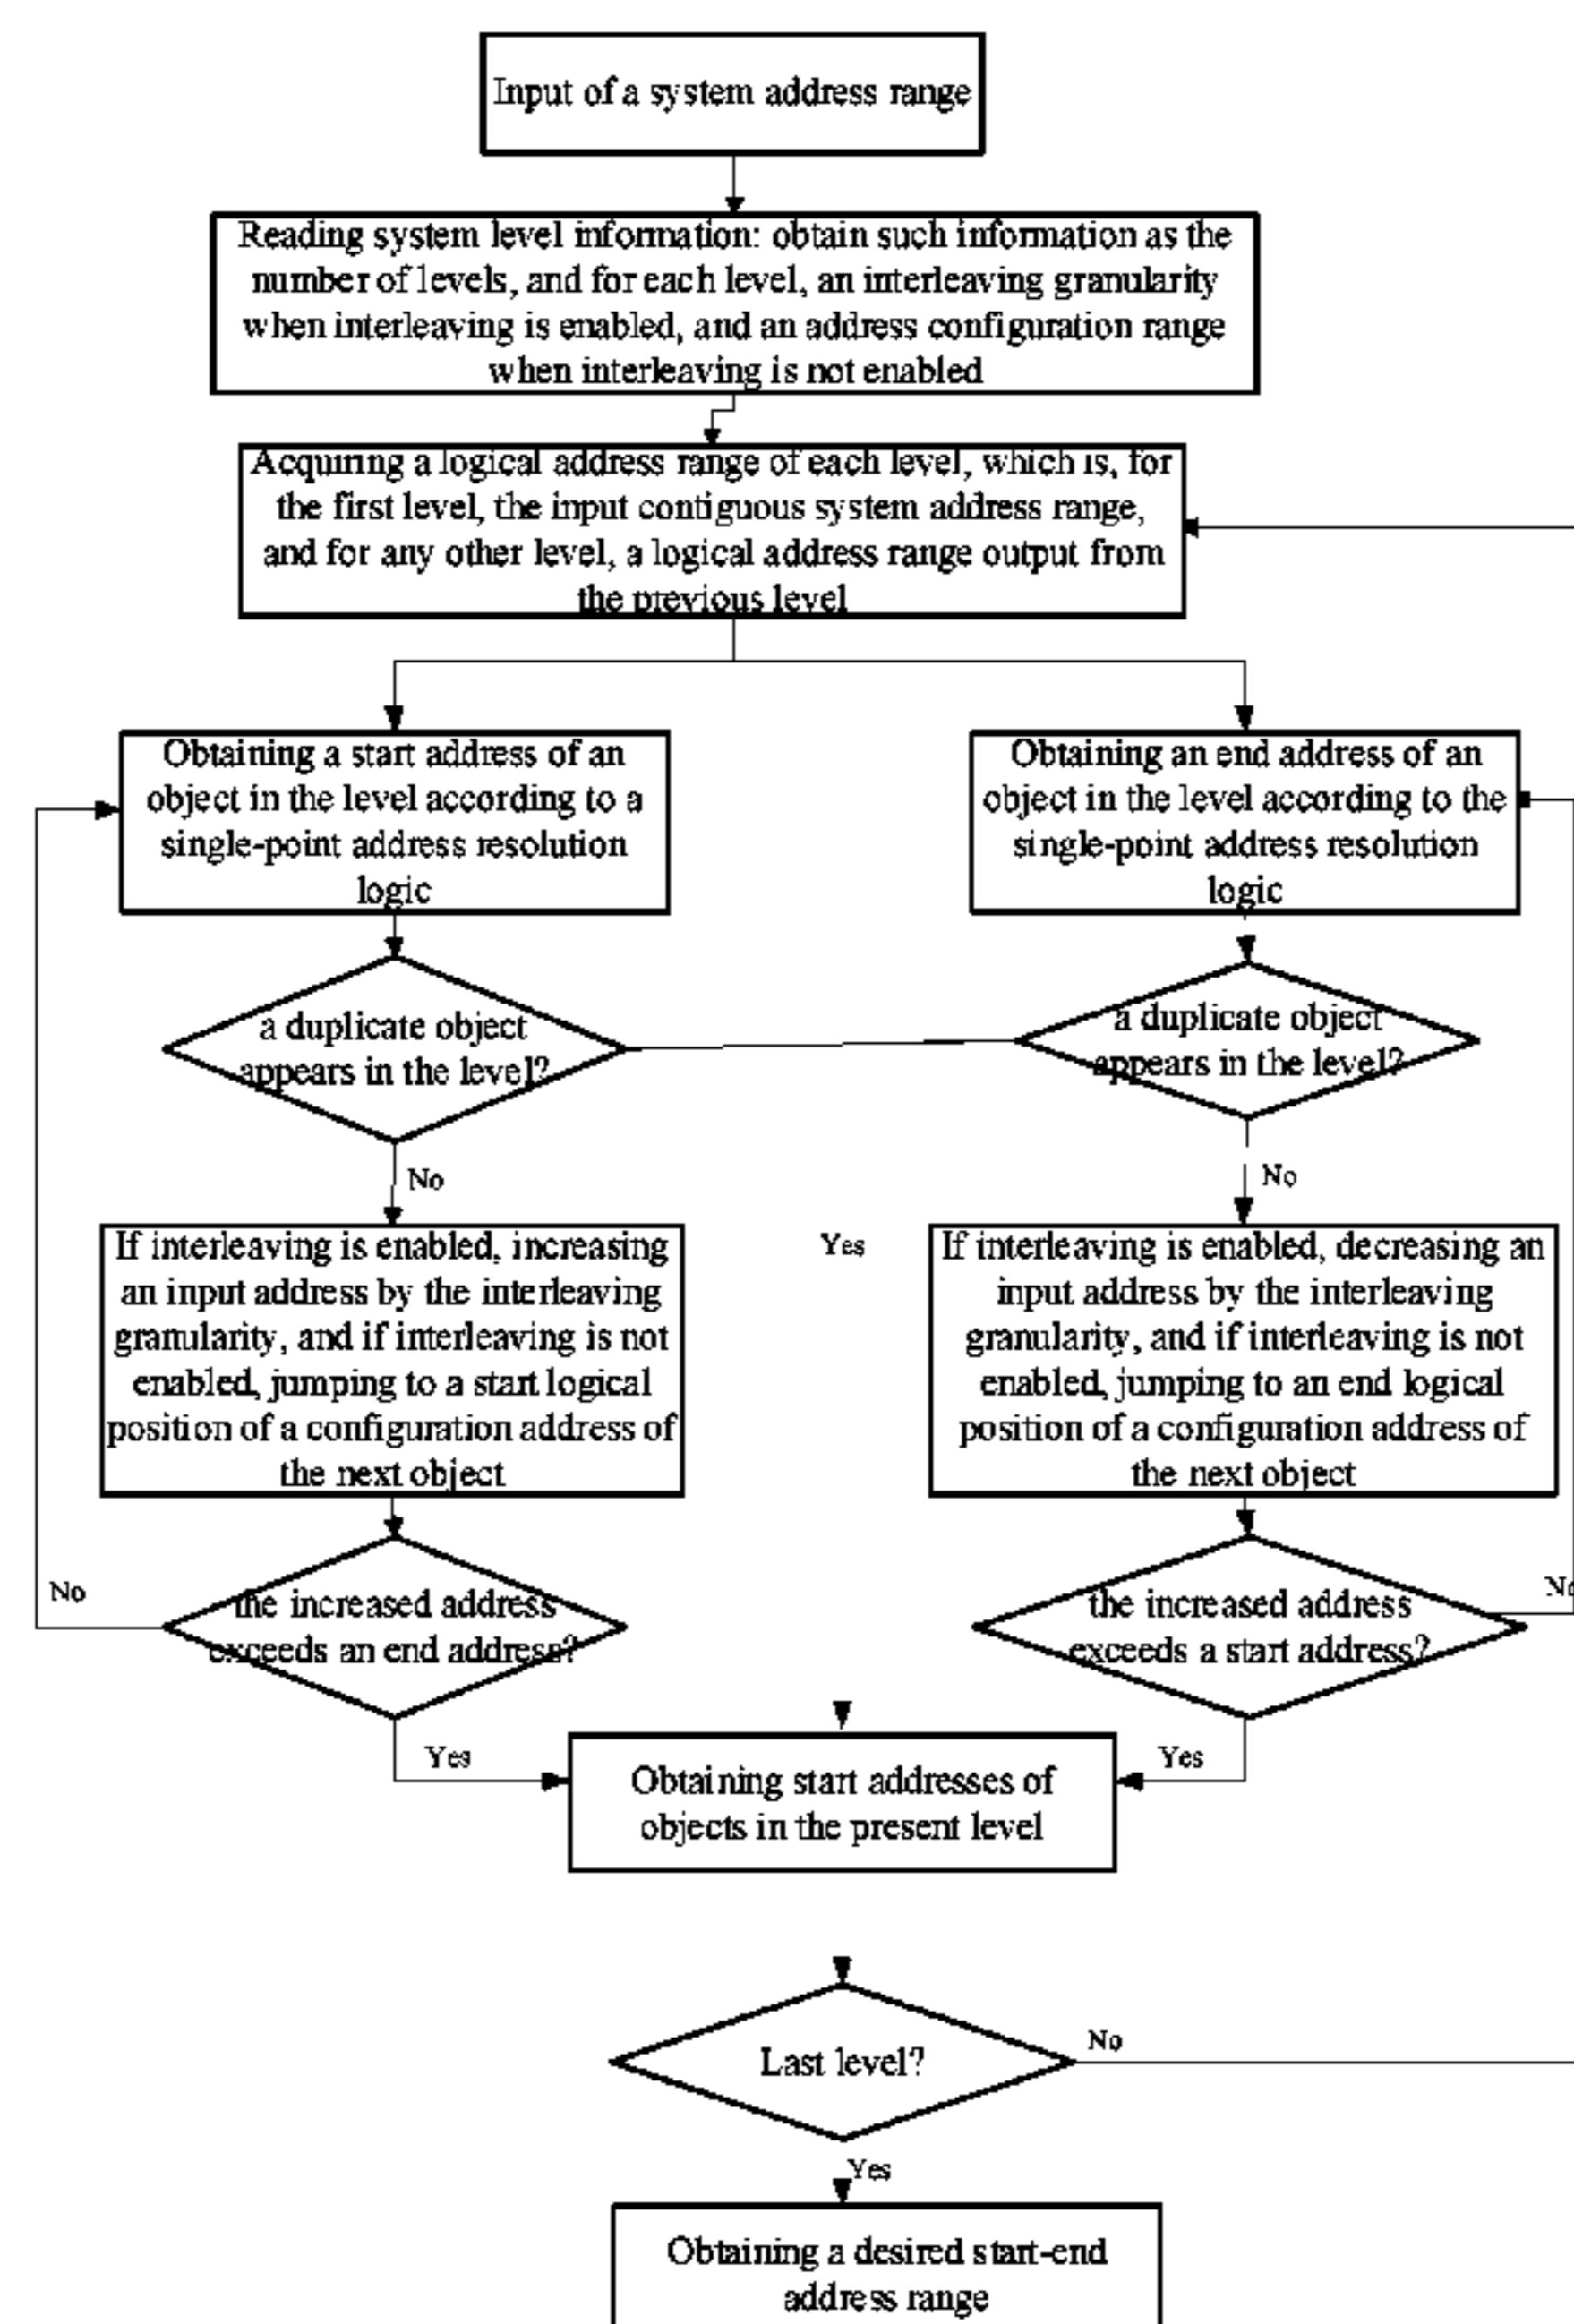 Input of a system address range
Reading system level information: obtain such information as the
number of levels, and for each level, an interleaving granularity
when interleaving is enabled, and an address configuration range
when interleaving is not enabled
Acquiring a logical address range of each level, which is, for
the first level, the input contiguous system address range,
and for any other level, a logical address range output from
the previous level
Obtaining a start address of an
object in the level according to a
single-point address resolution
logic
Obtaining an end address of an
object in the level according to the
single-point address resolution
logic
a duplicate object
appears in the level?
a duplicate object
appears in the level?
No
No
Yes
If interleaving is enabled, increasing
an input address by the interleaving
granularity, and if interleaving is not
enabled, jumping to a start logical
position of a configuration address of
the next object
If interleaving is enabled, decreasing an
input address by the interleaving
granularity, and if interleaving is not
enabled, jumping to an end logical
position of a configuration address of
the next object
No
the increased address
exceeds an end address?
the increased address
exceeds a start address?
No
Yes
Yes
Obtaining start addresses of
objects in the present level
Last level?
No
Yes
Obtaining a desired start-end
address range